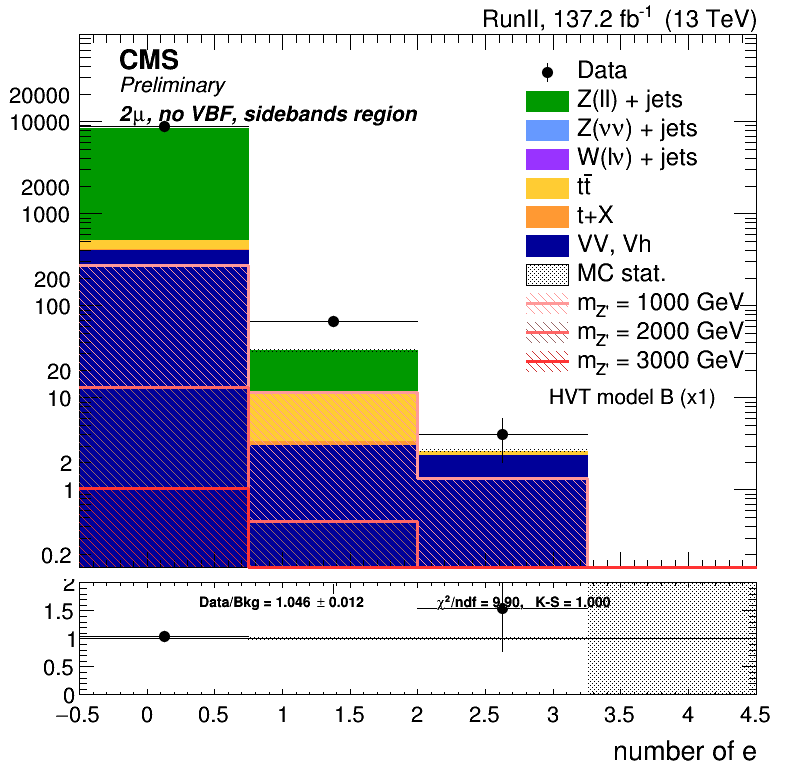 RunII, 137.2 fb⁻¹ (13 TeV)
CMS
Preliminary
2μ, no VBF, sidebands region
Data
Z(ll) + jets
Z(νν) + jets
W(lν) + jets
tt̄
t+X
VV, Vh
MC stat.
m_Z' = 1000 GeV
m_Z' = 2000 GeV
m_Z' = 3000 GeV
HVT model B (x1)
20000
10000
2000
1000
200
100
20
10
2
1
0.2
Data/Bkg = 1.046 ± 0.012
χ²/ndf = 9.90, K-S = 1.000
2
1.5
1
0.5
0
−0.5 0 0.5 1 1.5 2 2.5 3 3.5 4 4.5
number of e